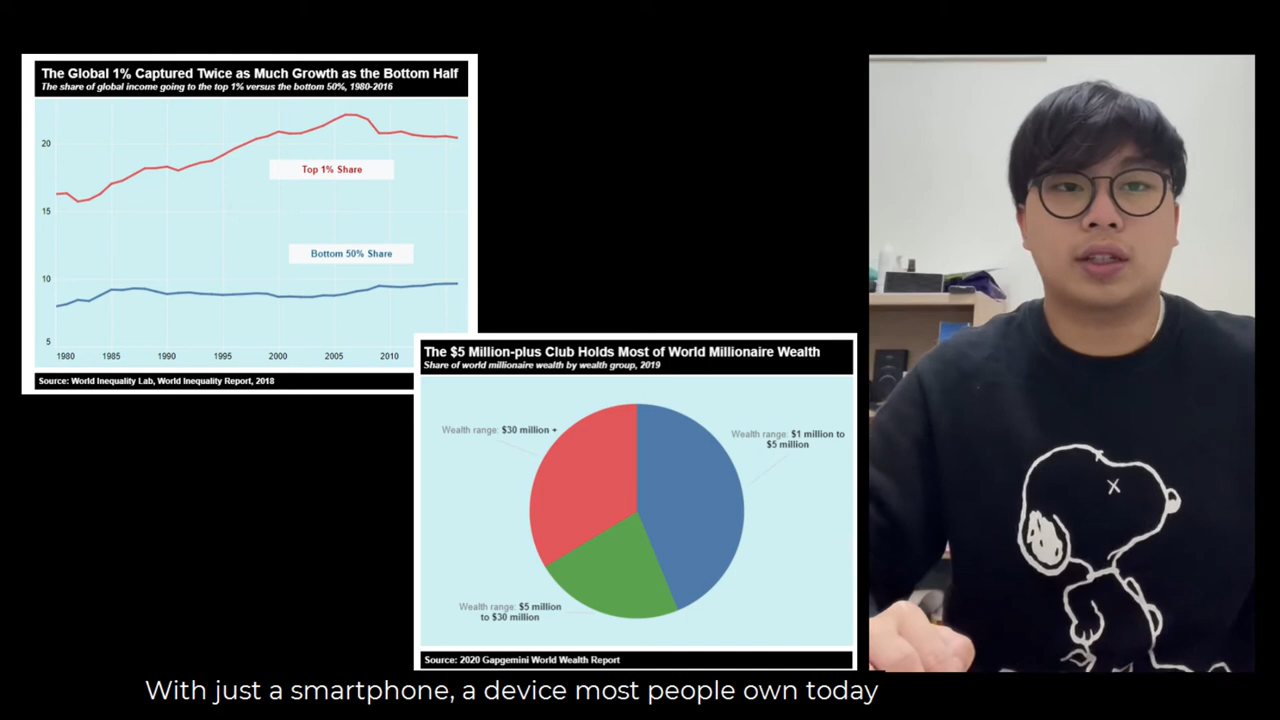 The Global 1% Captured Twice as Much Growth as the Bottom Half
The share of global income going to the top 1% versus the bottom 50%, 1980-2016
20
Top 1% Share
15
Bottom 50% Share
10
5
1980 1985 1990 1995 2000 2005 2010
Source: World Inequality Lab, World Inequality Report, 2018
The $5 Million-plus Club Holds Most of World Millionaire Wealth
Share of world millionaire wealth by wealth group, 2019
Wealth range: $30 million +
Wealth range: $1 million to
$5 million
Wealth range: $5 million
to $30 million
Source: 2020 Gapgemini World Wealth Report
X
With just a smartphone, a device most people own today